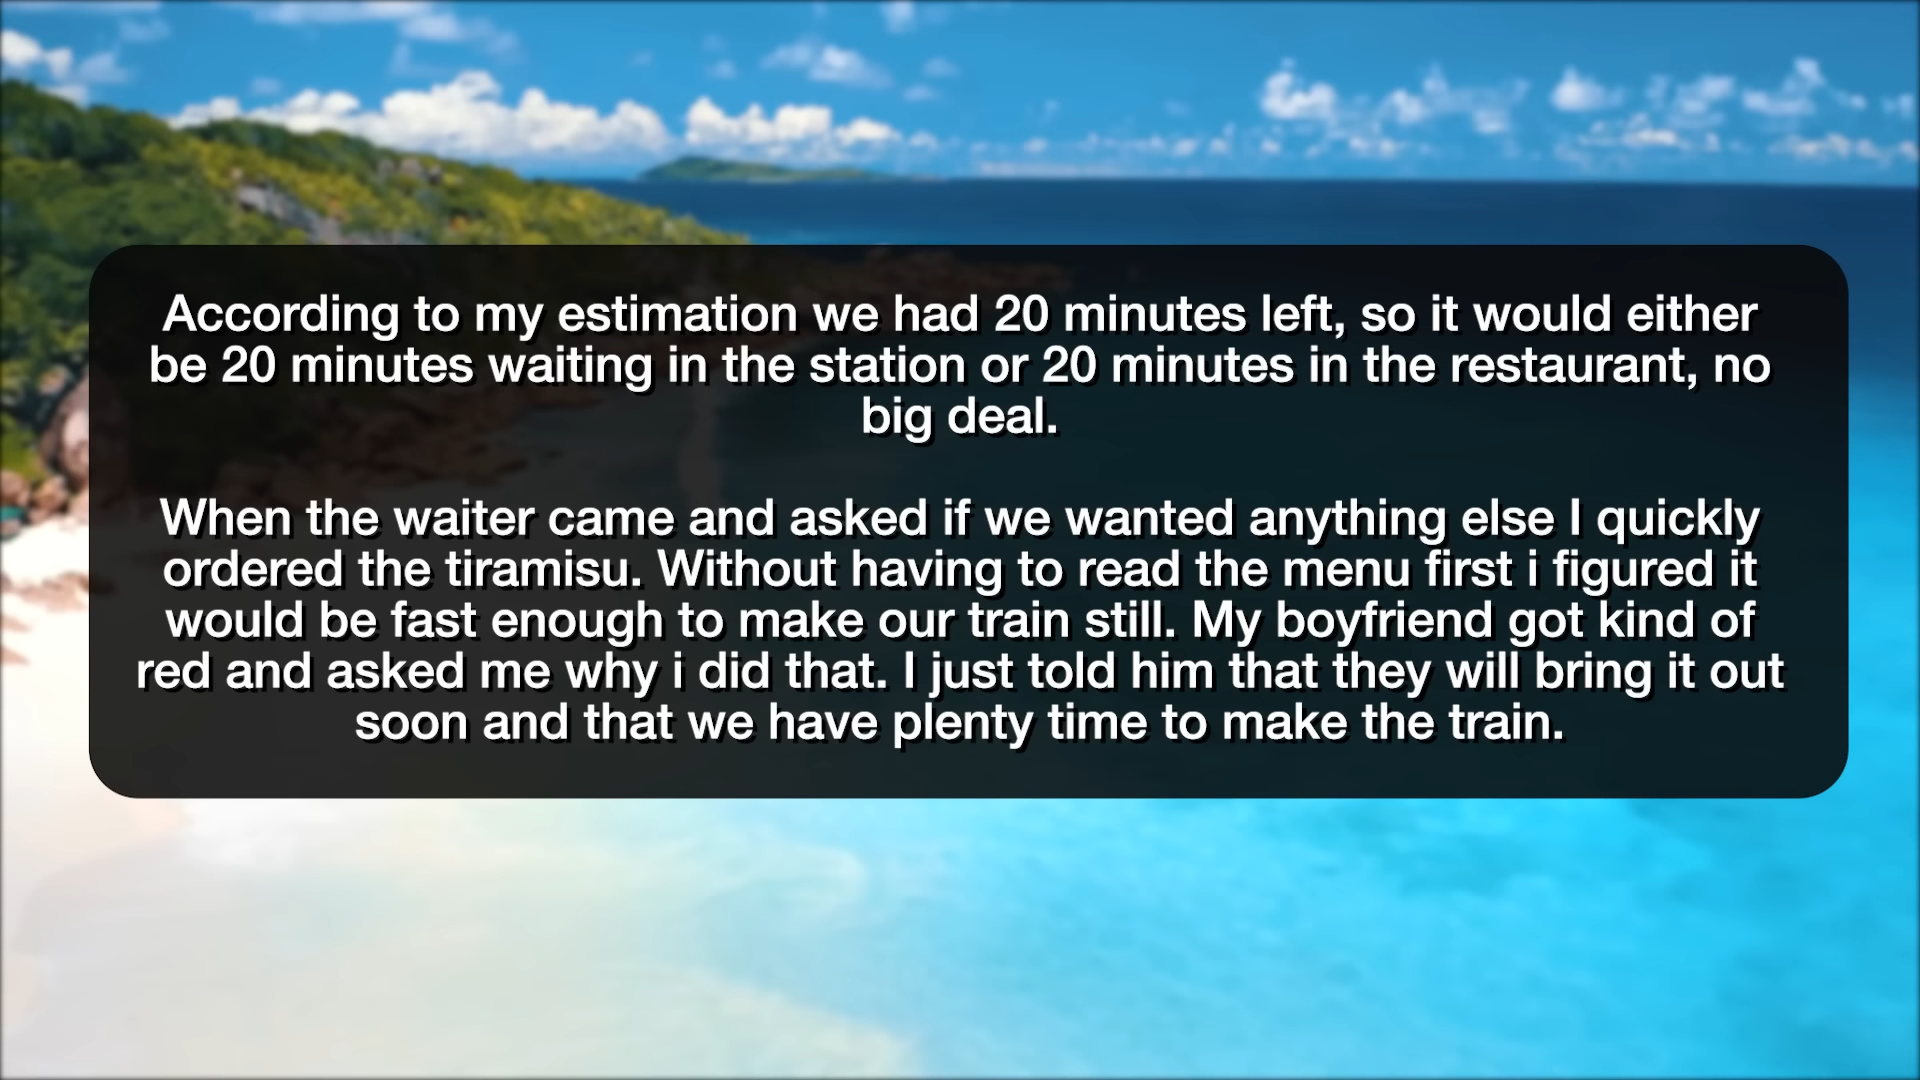 According to my estimation we had 20 minutes left, so it would either
be 20 minutes waiting in the station or 20 minutes in the restaurant, no
big deal.
When the waiter came and asked if we wanted anything else I quickly
ordered the tiramisu. Without having to read the menu first i figured it
would be fast enough to make our train still. My boyfriend got kind of
red and asked me why i did that. I just told him that they will bring it out
soon and that we have plenty time to make the train.